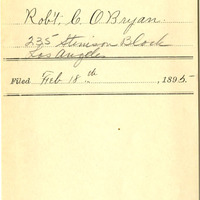 Robt. C. O'Bryan.
235 Stimson Block
Los Angeles
Filed Feb 18th, 1895